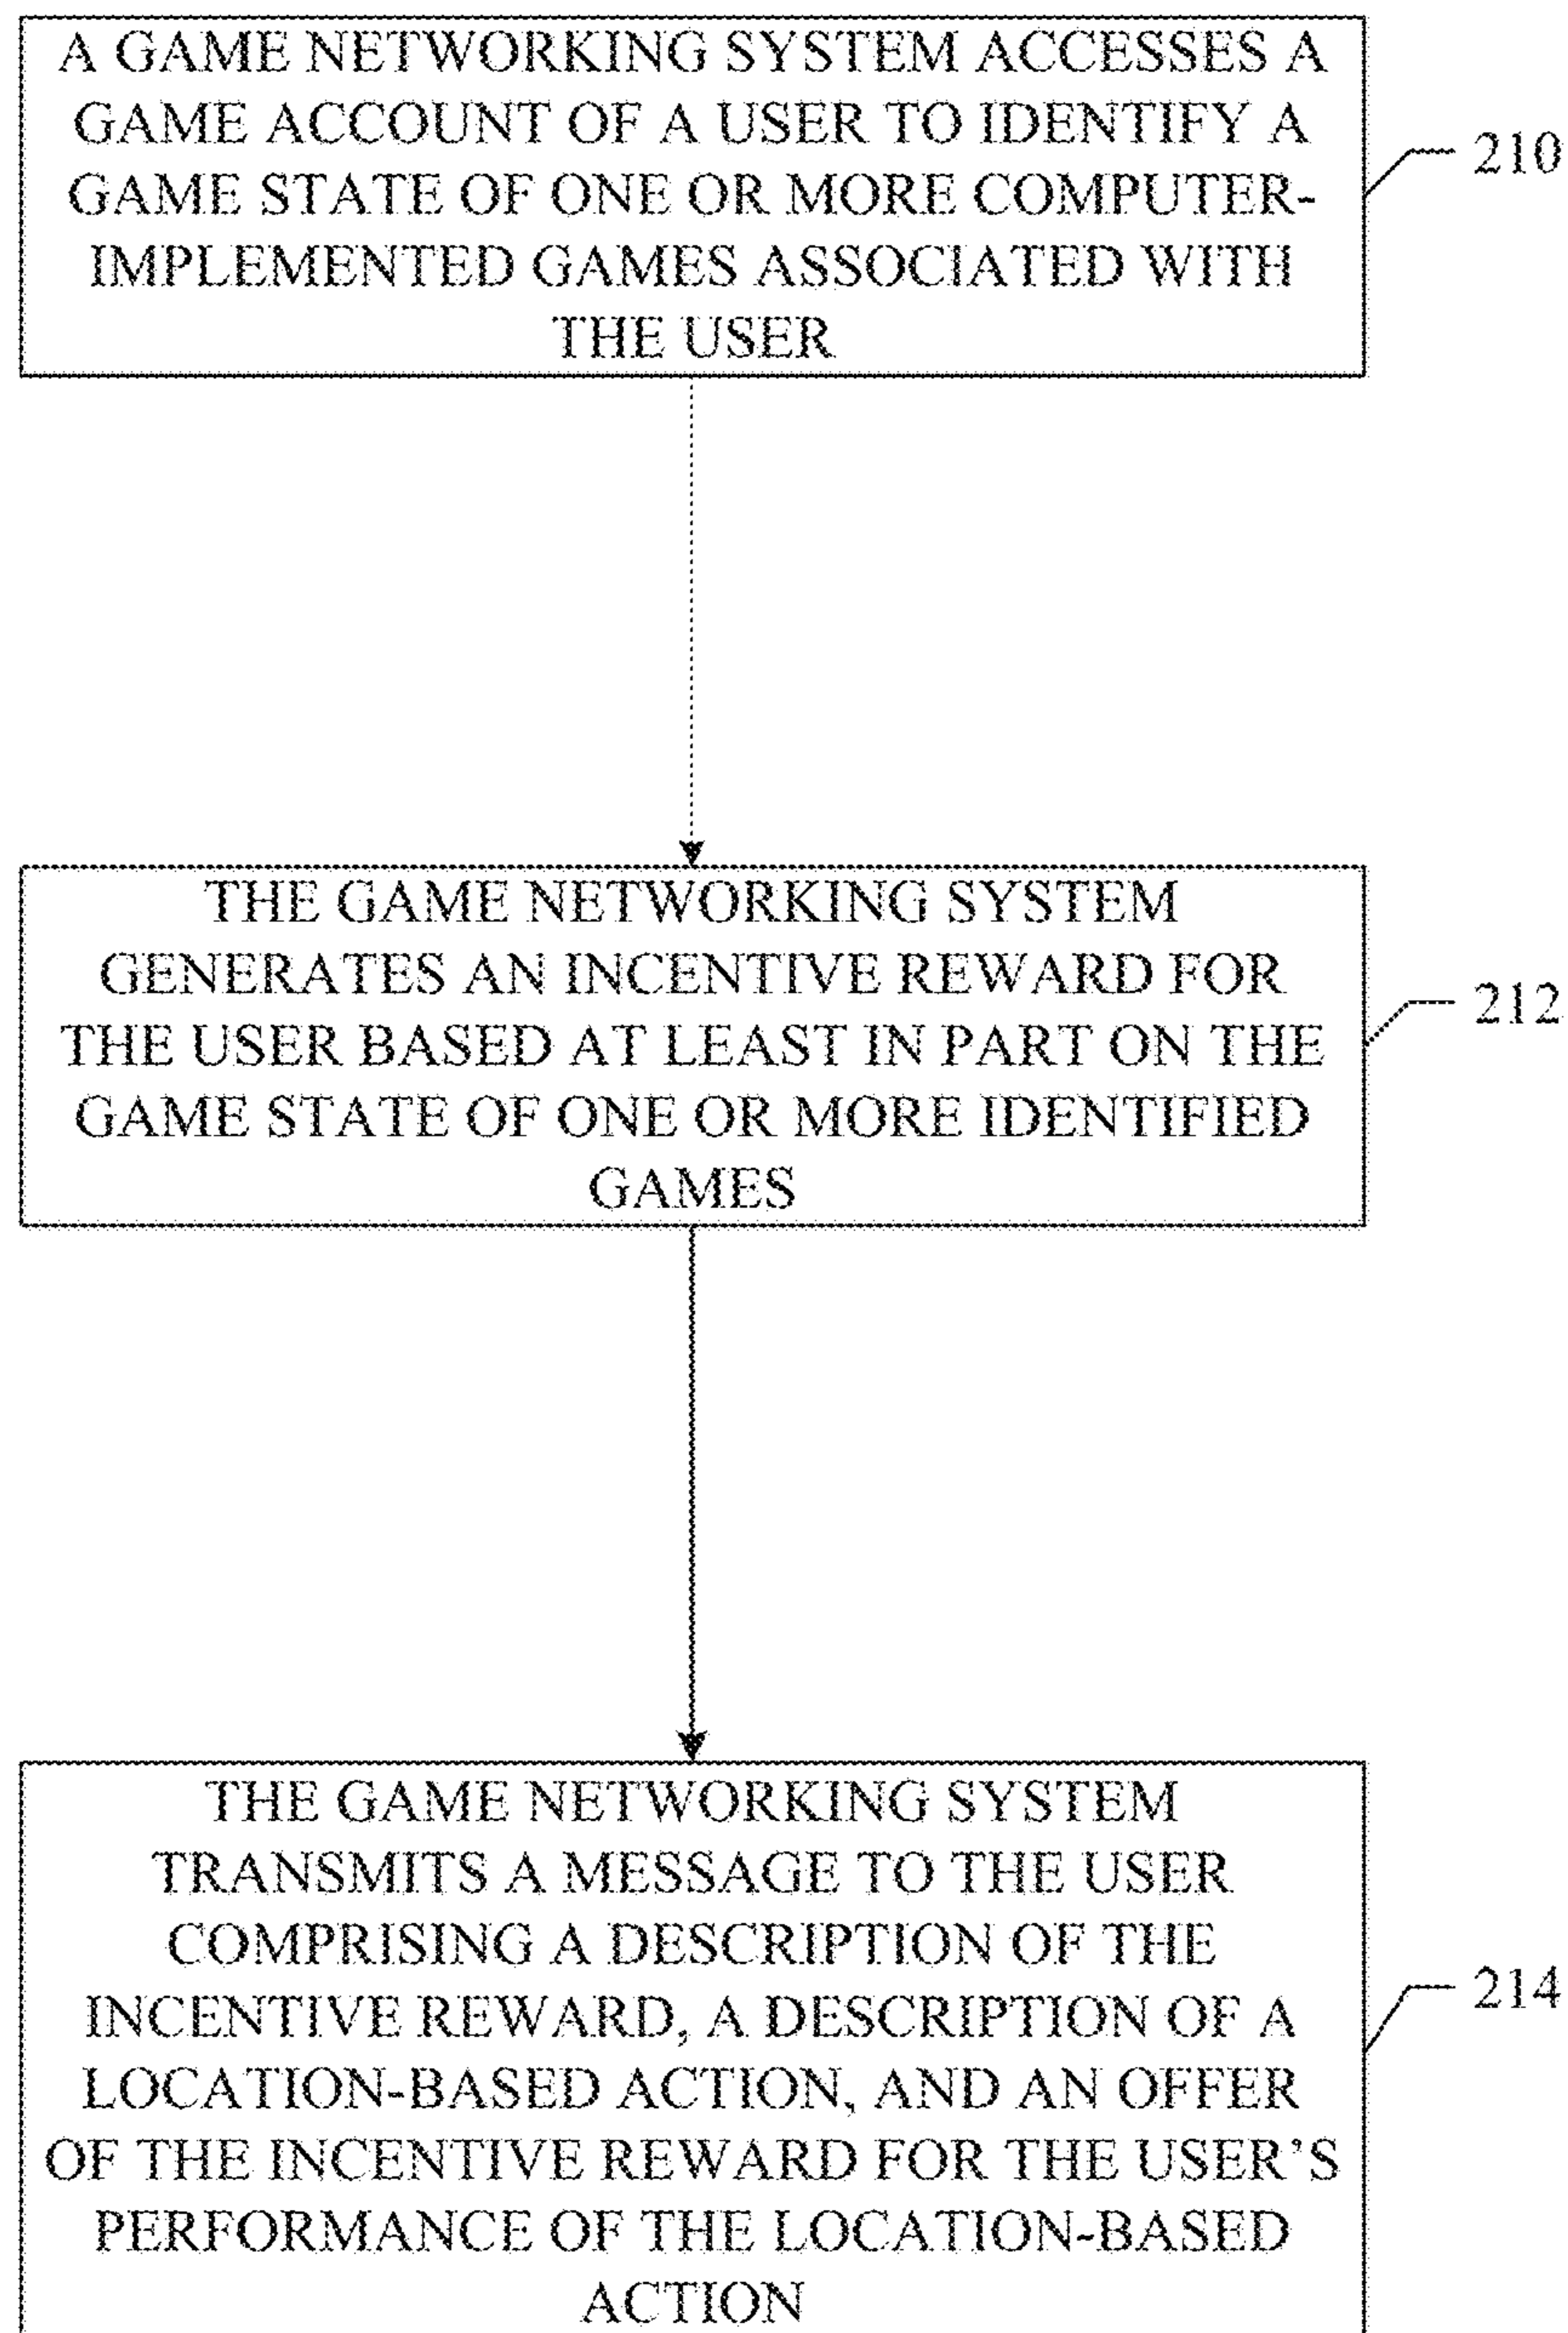 A GAME NETWORKING SYSTEM ACCESSES A
GAME ACCOUNT OF A USER TO IDENTIFY A
GAME STATE OF ONE OR MORE COMPUTER-
IMPLEMENTED GAMES ASSOCIATED WITH
THE USER
210
THE GAME NETWORKING SYSTEM
GENERATES AN INCENTIVE REWARD FOR
THE USER BASED AT LEAST IN PART ON THE
GAME STATE OF ONE OR MORE IDENTIFIED
GAMES
212
THE GAME NETWORKING SYSTEM
TRANSMITS A MESSAGE TO THE USER
COMPRISING A DESCRIPTION OF THE
INCENTIVE REWARD, A DESCRIPTION OF A
LOCATION-BASED ACTION, AND AN OFFER
OF THE INCENTIVE REWARD FOR THE USER’S
PERFORMANCE OF THE LOCATION-BASED
ACTION
214